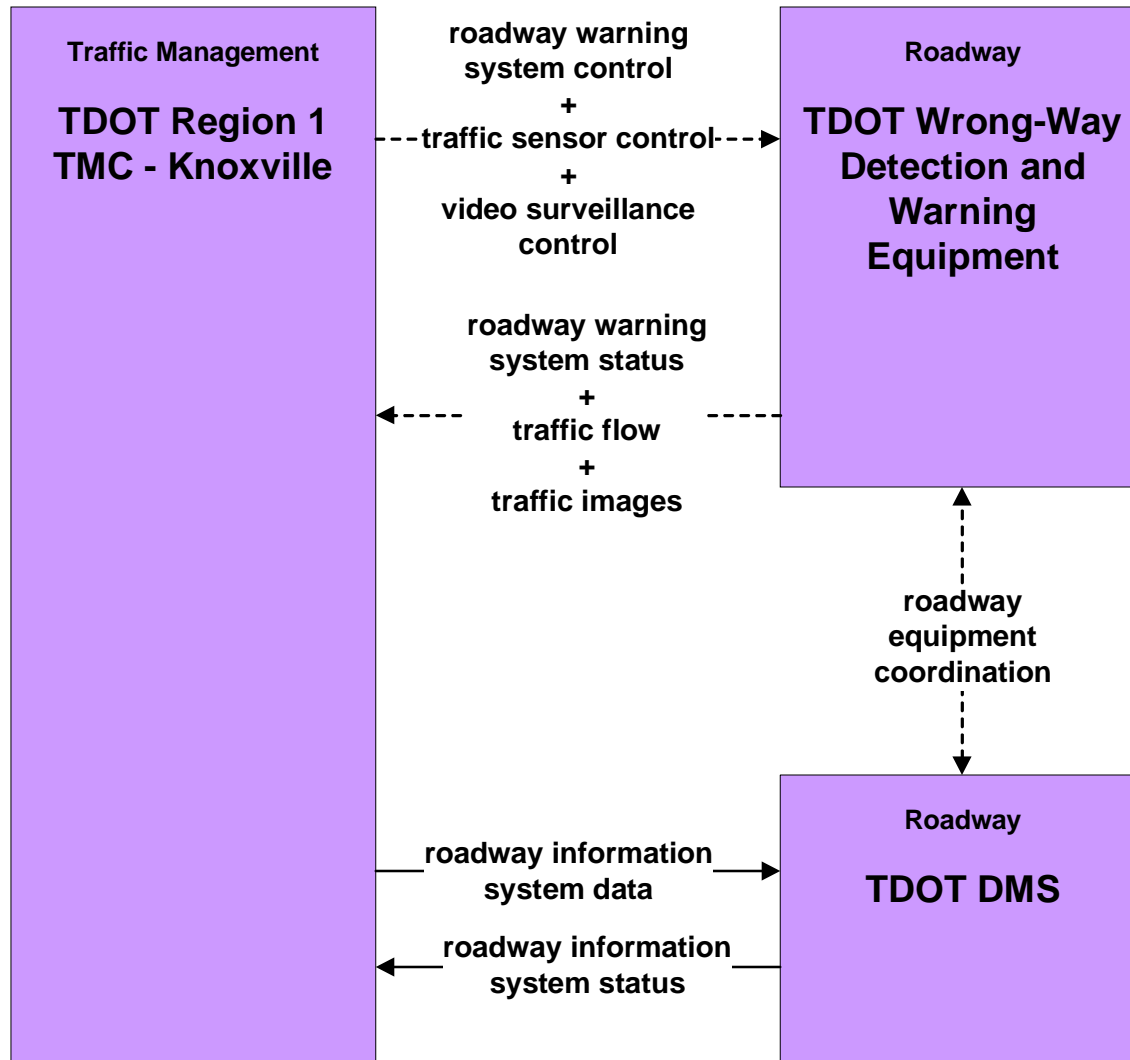 Traffic Management
TDOT Region 1
TMC - Knoxville
roadway warning
system control
+
traffic sensor control
+
video surveillance
control
Roadway
TDOT Wrong-Way
Detection and
Warning
Equipment
roadway warning
system status
+
traffic flow
+
traffic images
roadway
equipment
coordination
roadway information
system data
roadway information
system status
Roadway
TDOT DMS